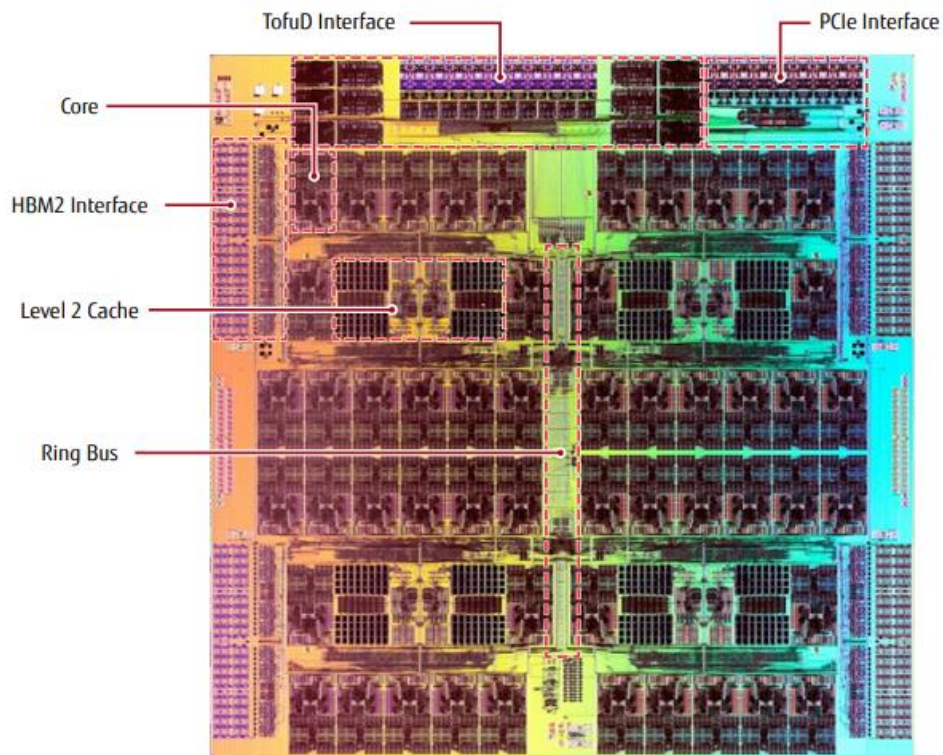 TofuD Interface
PCIe Interface
Core
HBM2 Interface
Level 2 Cache
Ring Bus